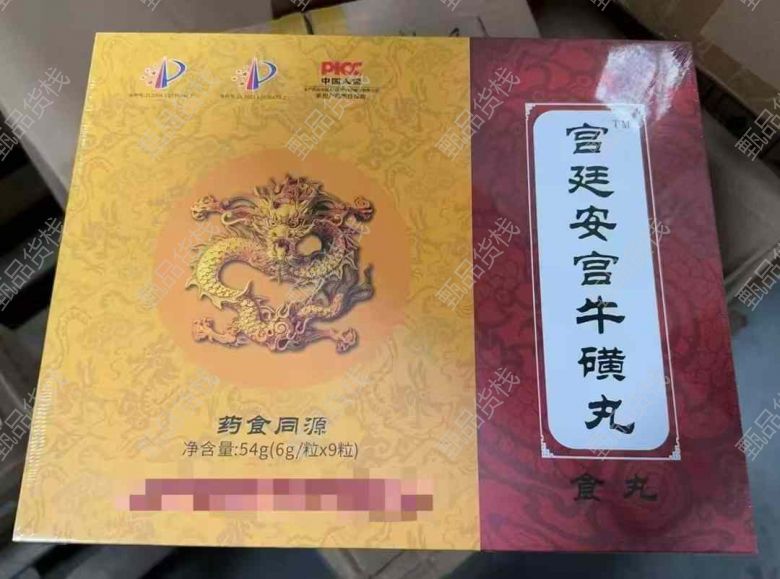 PICC
中国人保
宫廷安宫牛磺丸
TM
食丸
药食同源
净含量:54g(6g/粒x9粒)
甄品货栈